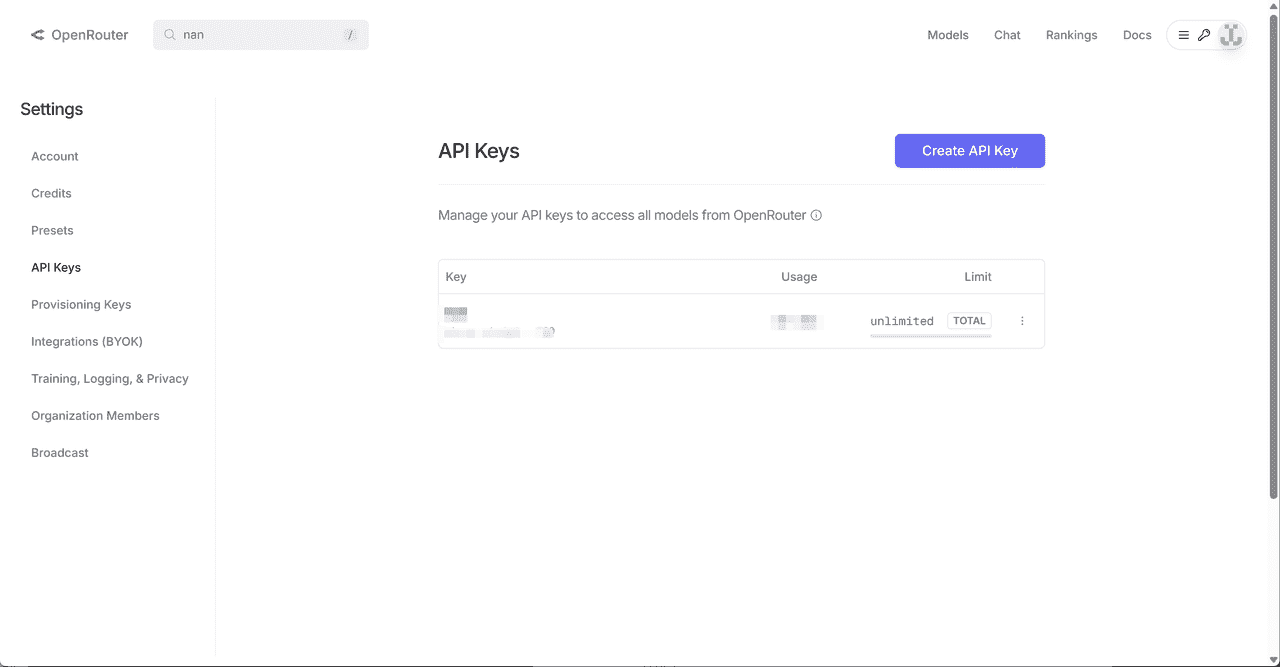 OpenRouter
nan
/
Models
Chat
Rankings
Docs
Settings
Account
Credits
Presets
API Keys
Provisioning Keys
Integrations (BYOK)
Training, Logging, & Privacy
Organization Members
Broadcast
API Keys
Create API Key
Manage your API keys to access all models from OpenRouter
Key Usage Limit
unlimited TOTAL